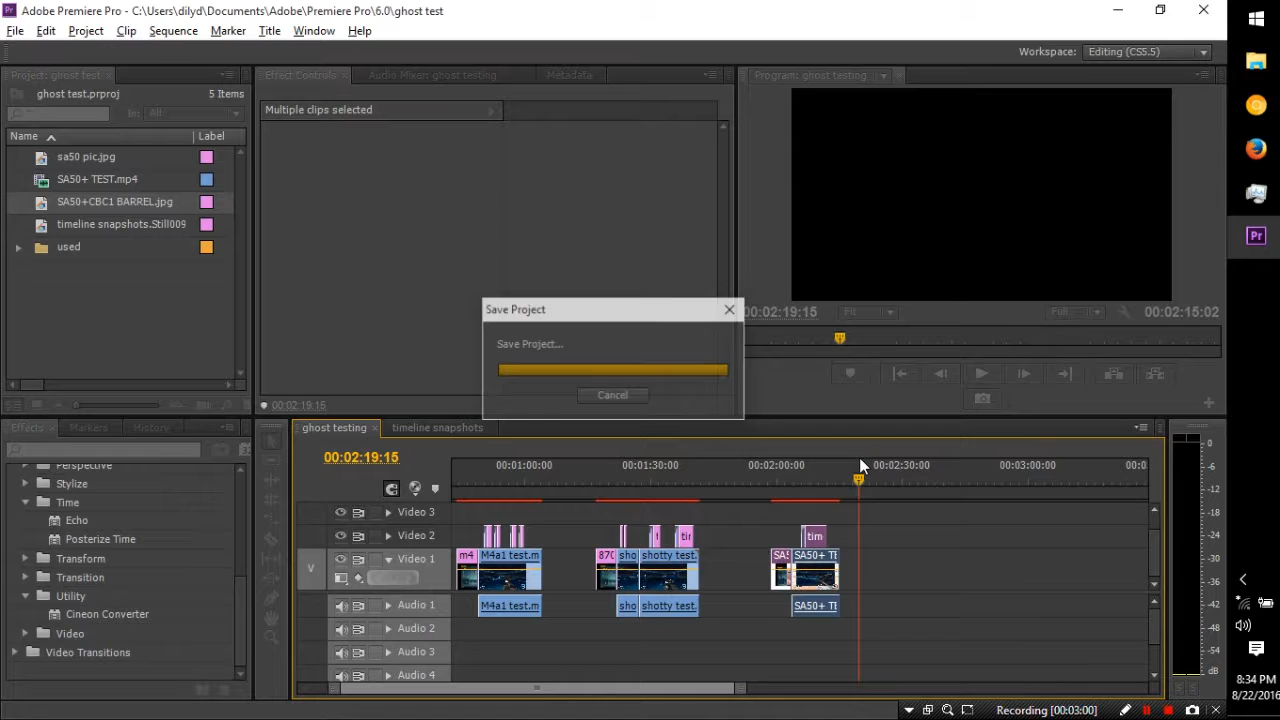 Adobe Premiere Pro - C:\Users\dilyd\Documents\Adobe\Premiere Pro\6.0\ghost test
File Edit Project Clip Sequence Marker Title Window Help
Workspace: Editing (CS5.5)
Project: ghost test
Effect Controls
Audio Mixer: ghost testing
Metadata
Program: ghost testing
ghost test.prproj
5 Items
In: All
Multiple clips selected
Name
Label
sa50 pic.jpg
SA50+ TEST.mp4
SA50+CBC1 BARREL.jpg
timeline snapshots.Still009
used
Save Project
Save Project...
Cancel
00:02:19:15
Fit
Full
00:02:15:02
00:02:19:15
Effects
Markers
History
ghost testing
timeline snapshots
00:02:19:15
00:01:00:00
00:01:30:00
00:02:00:00
00:02:30:00
00:03:00:00
00:0
Perspective
Stylize
Time
Echo
Posterize Time
Transform
Transition
Utility
Cineon Converter
Video
Video Transitions
Video 3
Video 2
tim
V
Video 1
m4
M4a1 test.m
870
sho
shotty test.
SA5
SA50+ TE
Audio 1
M4a1 test.m
sho
shotty test.
SA50+ TE
Audio 2
Audio 3
Audio 4
0
-6
-12
-18
-24
-30
-36
-42
-48
-54
dB
S S
Pr
8:34 PM
8/22/2016
Recording [00:03:00]